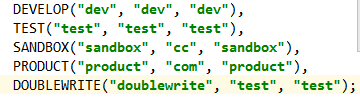 DEVELOP("dev", "dev", "dev"),
TEST("test", "test", "test"),
SANDBOX("sandbox", "cc", "sandbox"),
PRODUCT("product", "com", "product"),
DOUBLEWRITE("doublewrite", "test", "test");